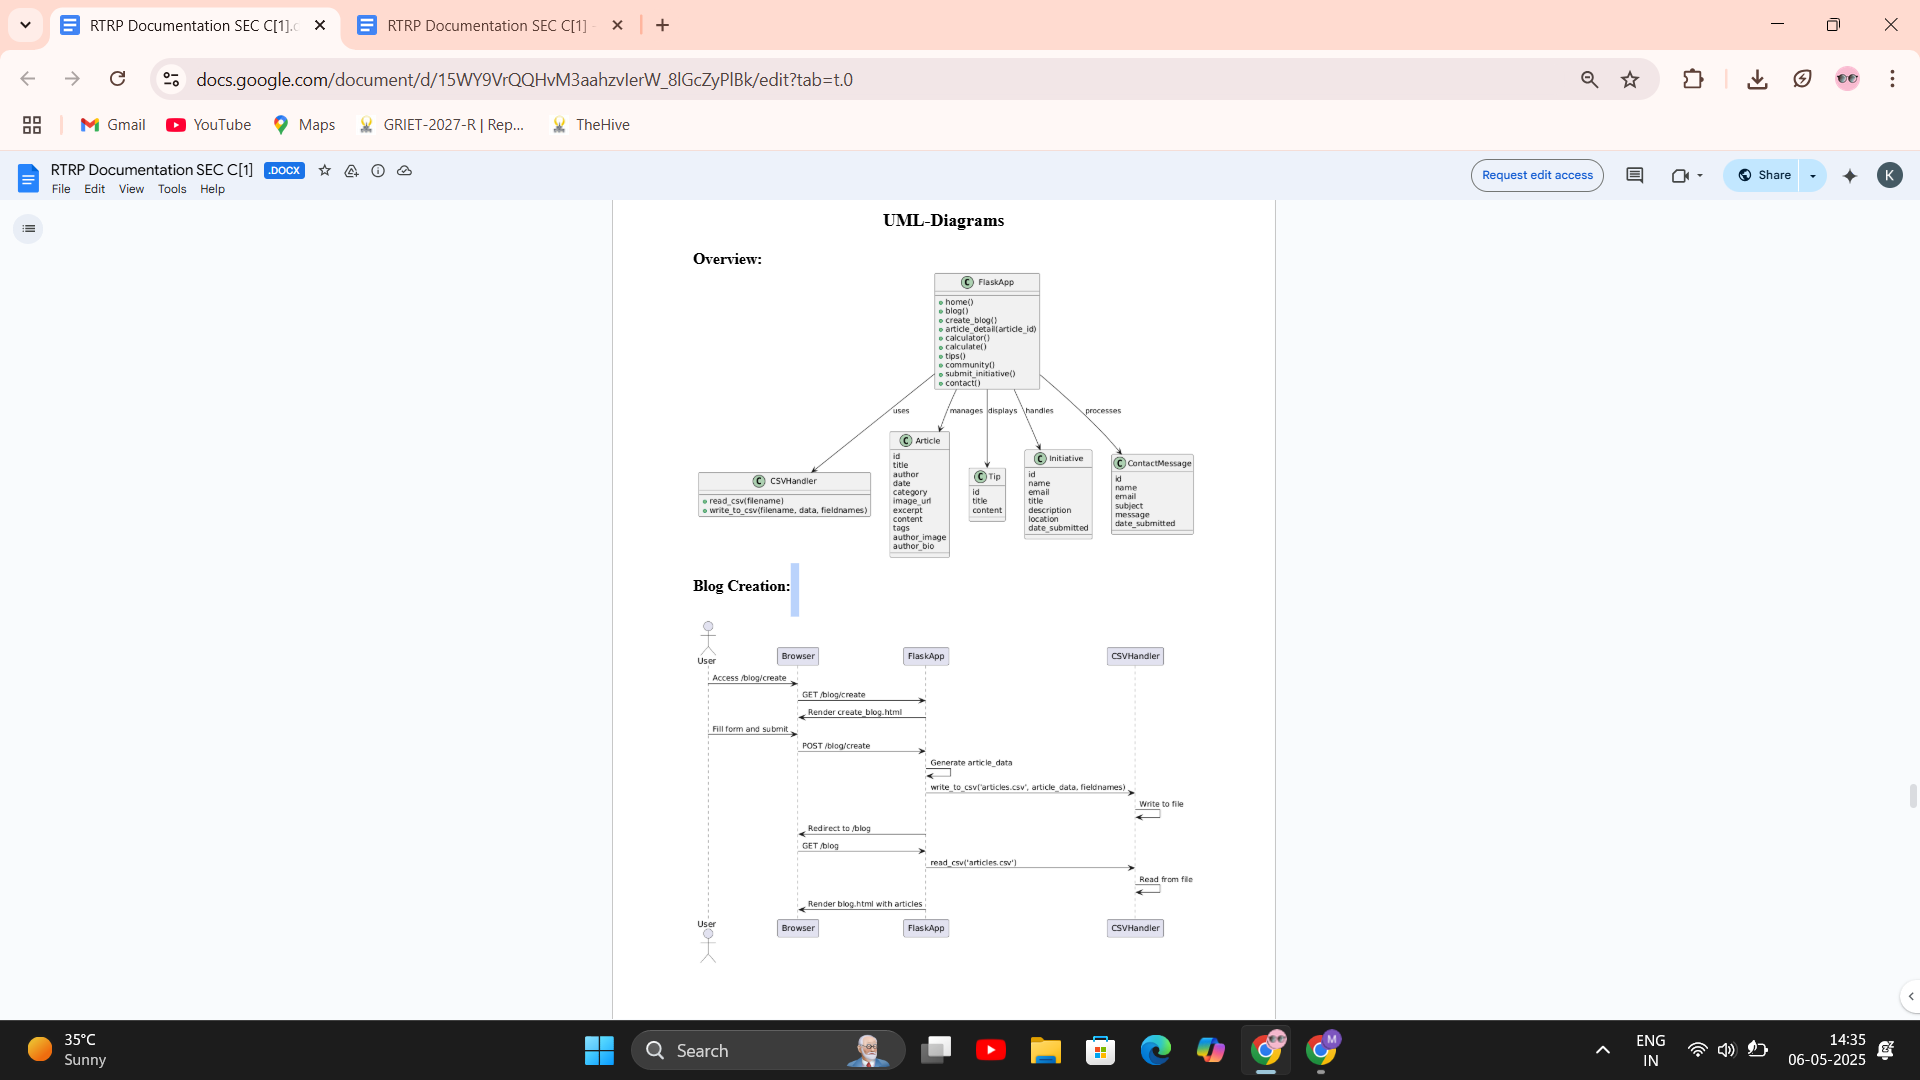 RTRP Documentation SEC C[1].c
RTRP Documentation SEC C[1] -
docs.google.com/document/d/15WY9VrQQHvM3aahzvIerW_8lGcZyPlBk/edit?tab=t.0
Gmail
YouTube
Maps
GRIET-2027-R | Rep...
TheHive
RTRP Documentation SEC C[1]
.DOCX
File Edit View Tools Help
Request edit access
Share
K
UML-Diagrams
Overview:
C FlaskApp
home()
blog()
create_blog()
article_detail(article_id)
calculator()
calculate()
tips()
community()
submit_initiative()
contact()
uses
manages
displays
handles
processes
C CSVHandler
read_csv(filename)
write_to_csv(filename, data, fieldnames)
C Article
id
title
author
date
category
image_url
excerpt
content
tags
author_image
author_bio
C Tip
id
title
content
C Initiative
id
name
email
title
description
location
date_submitted
C ContactMessage
id
name
email
subject
message
date_submitted
Blog Creation:
User
Browser
FlaskApp
CSVHandler
Access /blog/create
GET /blog/create
Render create_blog.html
Fill form and submit
POST /blog/create
Generate article_data
write_to_csv('articles.csv', article_data, fieldnames)
Write to file
Redirect to /blog
GET /blog
read_csv('articles.csv')
Read from file
Render blog.html with articles
User
Browser
FlaskApp
CSVHandler
35°C
Sunny
Search
M
ENG
IN
14:35
06-05-2025